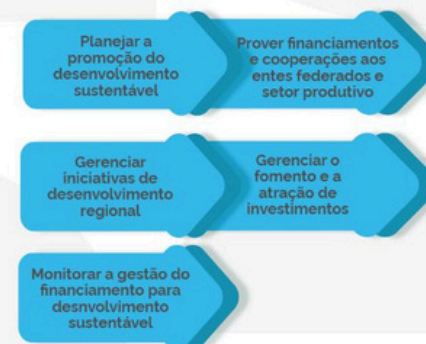 Planejar a
promoção do
desenvolvimento
sustentável
Prover financiamentos
e cooperações aos
entes federados e
setor produtivo
Gerenciar
iniciativas de
desenvolvimento
regional
Gerenciar o
fomento e a
atração de
investimentos
Monitorar a gestão do
financiamento para
desnvolvimento
sustentável